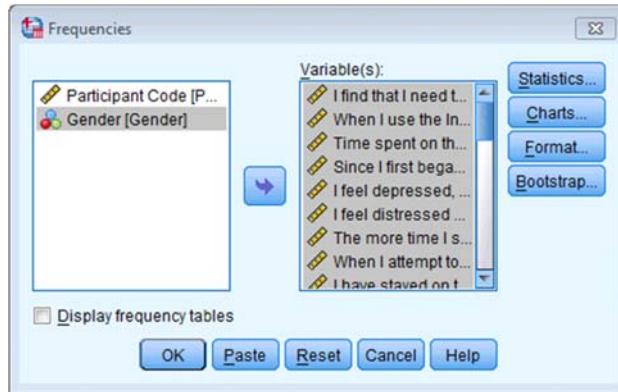 Frequencies
Participant Code [P...
Gender [Gender]
Variable(s):
I find that I need t...
When I use the In...
Time spent on th...
Since I first bega...
I feel depressed, ...
I feel distressed ...
The more time I s...
When I attempt to...
I have stayed on t...
Statistics...
Charts...
Format...
Bootstrap...
Display frequency tables
OK Paste Reset Cancel Help